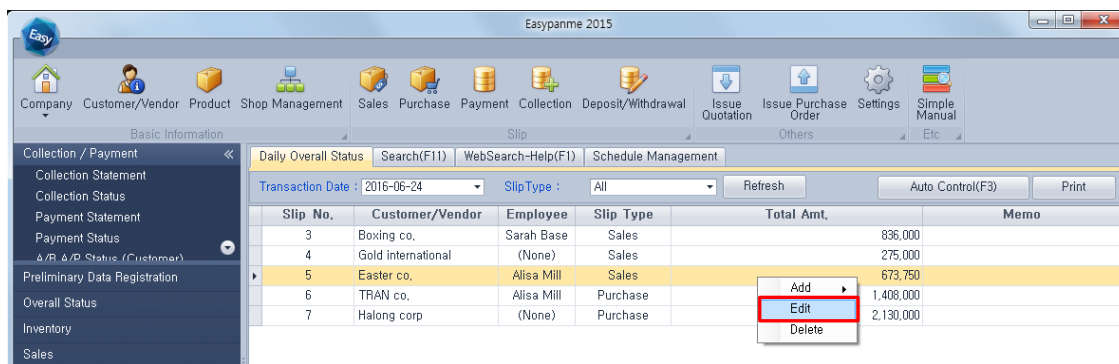 Easypanme 2015
Easy
Company Customer/Vendor Product Shop Management Sales Purchase Payment Collection Deposit/Withdrawal Issue Quotation Issue Purchase Order Settings Simple Manual
Basic Information Slip Others Etc
Collection / Payment
Collection Statement
Collection Status
Payment Statement
Payment Status
A/B A/P Status (Customer)
Preliminary Data Registration
Overall Status
Inventory
Sales
Daily Overall Status Search(F11) WebSearch-Help(F1) Schedule Management
Transaction Date : 2016-06-24 SlipType : All Refresh Auto Control(F3) Print
Slip No. Customer/Vendor Employee Slip Type Total Amt. Memo
3 Boxing co, Sarah Base Sales 836,000
4 Gold international (None) Sales 275,000
5 Easter co, Alisa Mill Sales 673,750
6 TRAN co, Alisa Mill Purchase 1,408,000
7 Halong corp (None) Purchase 2,130,000
Add
Edit
Delete